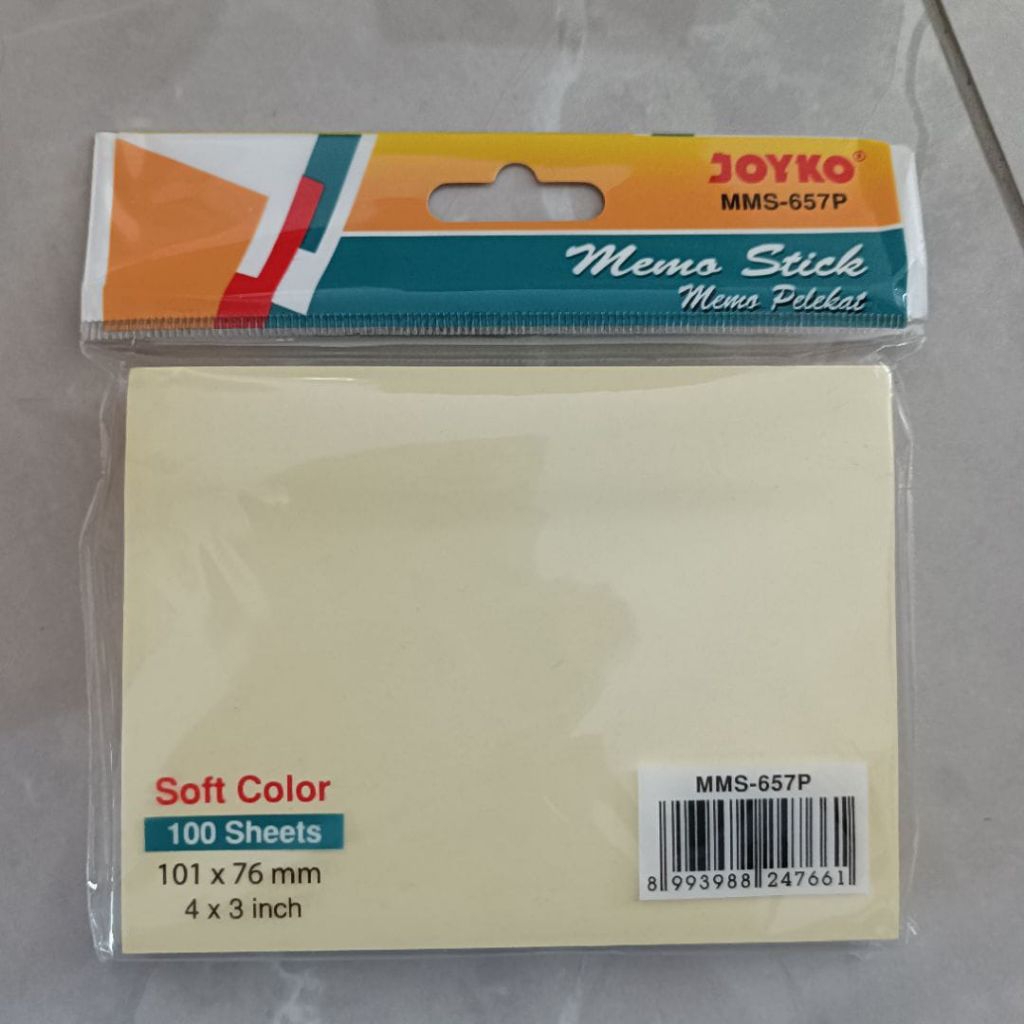 JOYKO®
MMS-657P
Memo Stick
Memo Pelekat
Soft Color
100 Sheets
101 x 76 mm
4 x 3 inch
MMS-657P
8 993988 247661